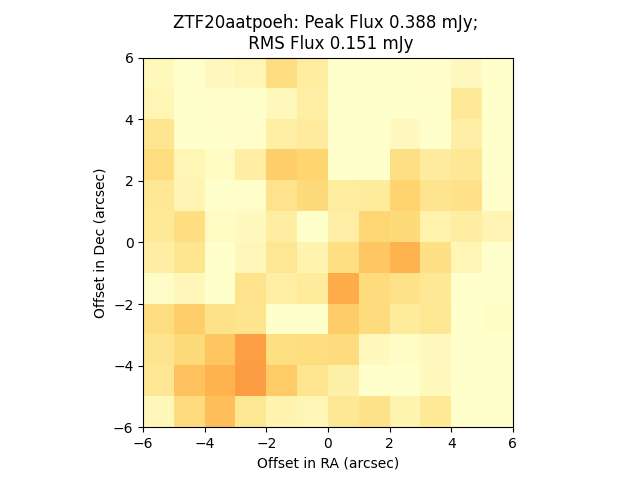 ZTF20aatpoeh: Peak Flux 0.388 mJy;
RMS Flux 0.151 mJy
6
4
2
0
−2
−4
−6
Offset in Dec (arcsec)
−6 −4 −2 0 2 4 6
Offset in RA (arcsec)